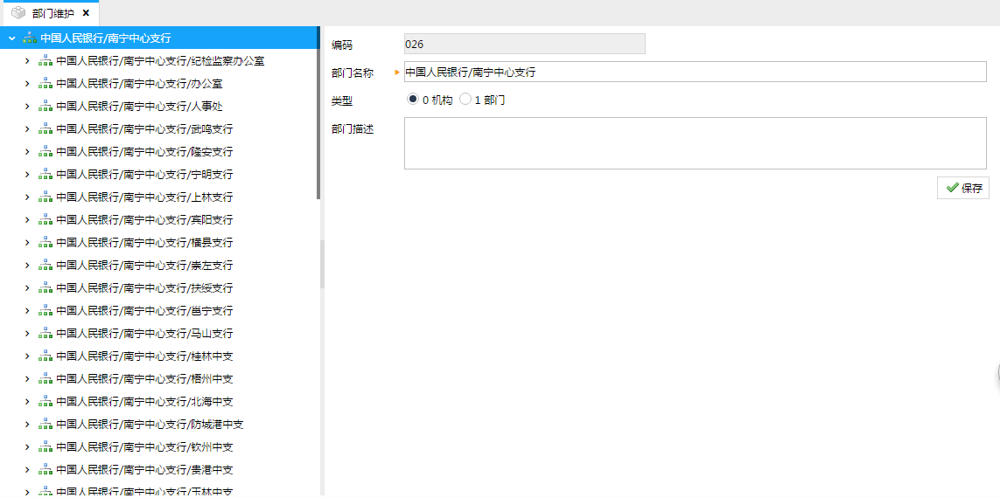 部门维护
中国人民银行/南宁中心支行
中国人民银行/南宁中心支行/纪检监察办公室
中国人民银行/南宁中心支行/办公室
中国人民银行/南宁中心支行/人事处
中国人民银行/南宁中心支行/武鸣支行
中国人民银行/南宁中心支行/隆安支行
中国人民银行/南宁中心支行/宁明支行
中国人民银行/南宁中心支行/上林支行
中国人民银行/南宁中心支行/宾阳支行
中国人民银行/南宁中心支行/横县支行
中国人民银行/南宁中心支行/崇左支行
中国人民银行/南宁中心支行/扶绥支行
中国人民银行/南宁中心支行/邕宁支行
中国人民银行/南宁中心支行/马山支行
中国人民银行/南宁中心支行/桂林中支
中国人民银行/南宁中心支行/梧州中支
中国人民银行/南宁中心支行/北海中支
中国人民银行/南宁中心支行/防城港中支
中国人民银行/南宁中心支行/钦州中支
中国人民银行/南宁中心支行/贵港中支
中国人民银行/南宁中心支行/玉林中支
编码 026
部门名称 中国人民银行/南宁中心支行
类型 0 机构 1 部门
部门描述
保存